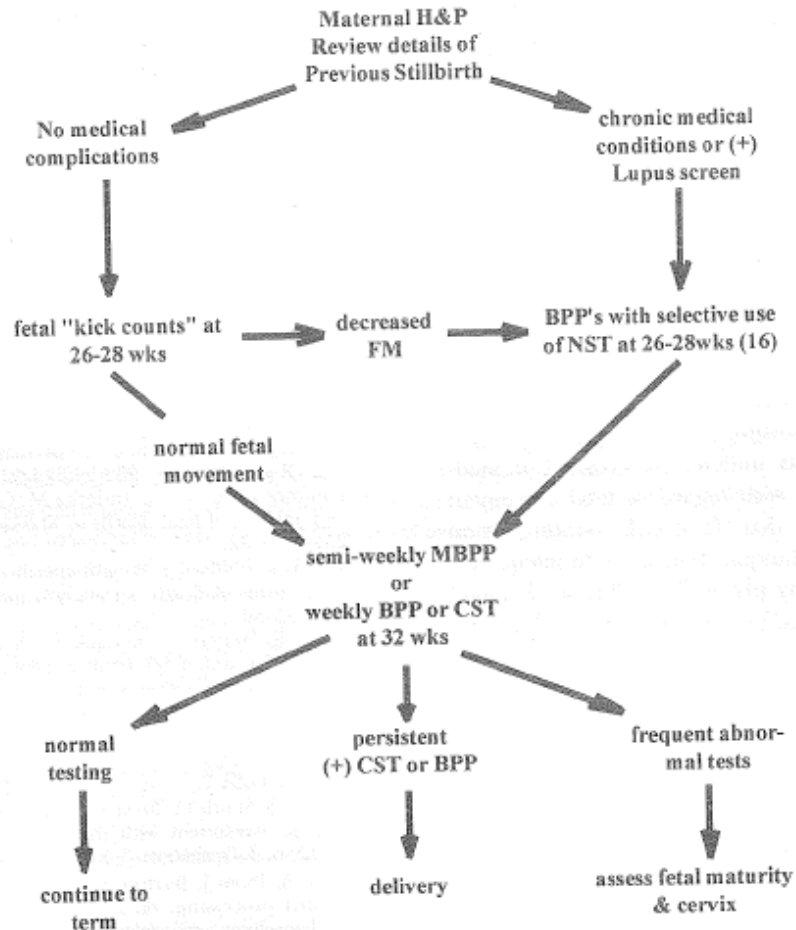 Maternal H&P
Review details of
Previous Stillbirth
No medical
complications
chronic medical
conditions or (+)
Lupus screen
fetal "kick counts" at
26-28 wks
decreased
FM
BPP's with selective use
of NST at 26-28wks (16)
normal fetal
movement
semi-weekly MBPP
or
weekly BPP or CST
at 32 wks
normal
testing
persistent
(+) CST or BPP
frequent abnor-
mal tests
continue to
term
delivery
assess fetal maturity
& cervix